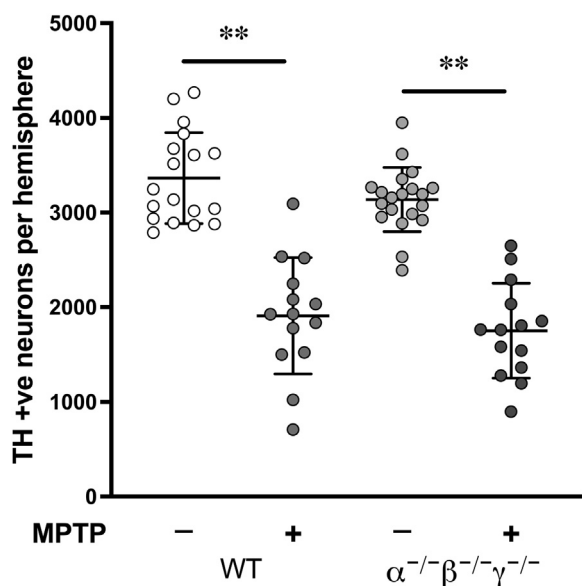 TH +ve neurons per hemisphere
5000
4000
3000
2000
1000
0
** **
MPTP – + – +
WT α⁻/⁻β⁻/⁻γ⁻/⁻